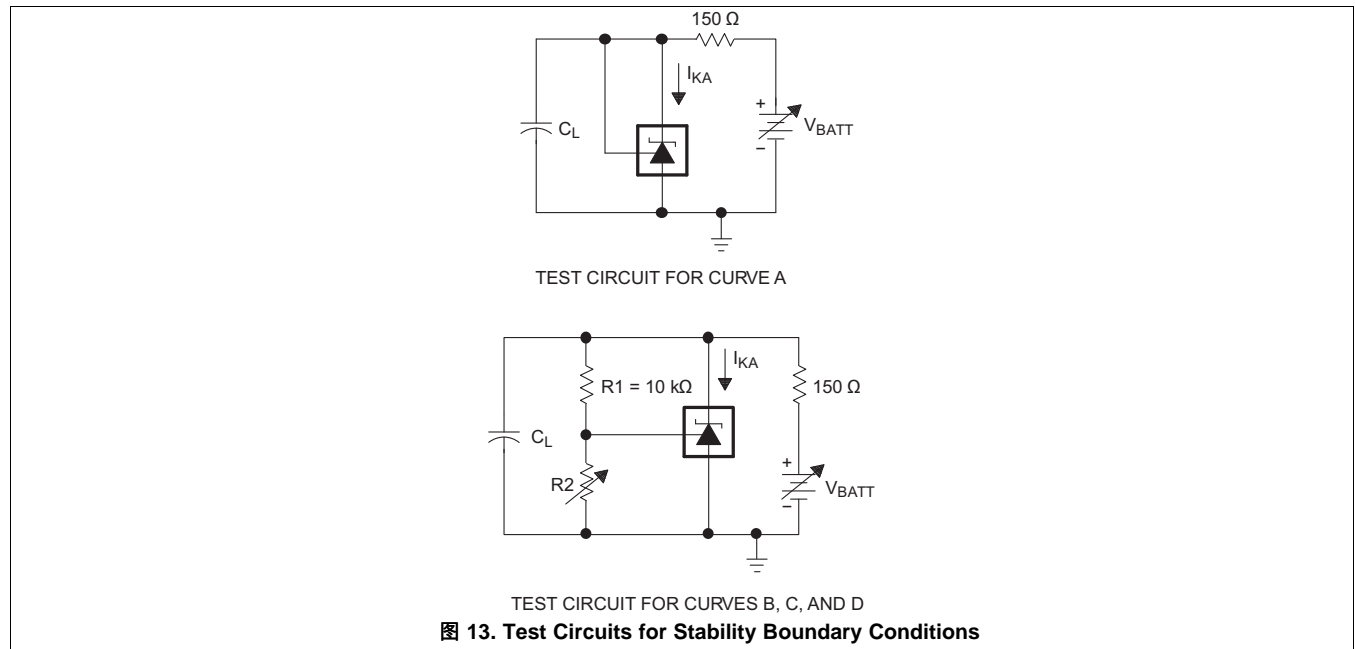 150 Ω
I_KA
+
C_L
V_BATT
−
TEST CIRCUIT FOR CURVE A
I_KA
R1 = 10 kΩ
150 Ω
C_L
+
R2
V_BATT
−
TEST CIRCUIT FOR CURVES B, C, AND D
图 13. Test Circuits for Stability Boundary Conditions